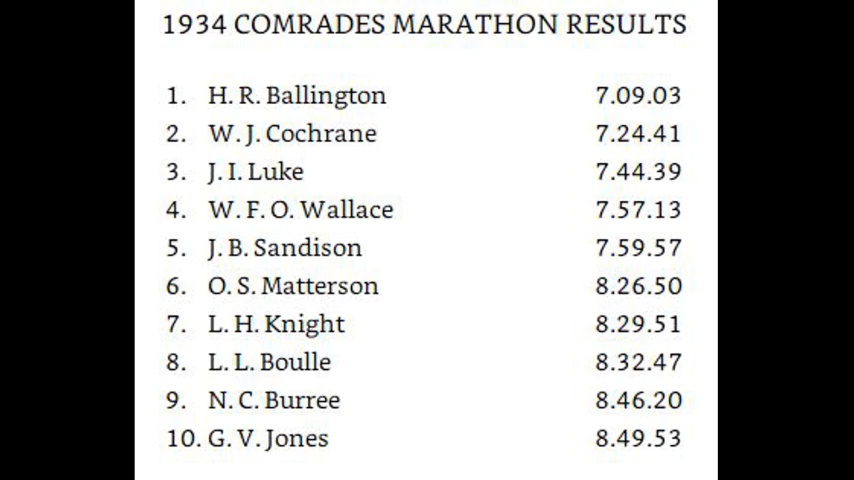 1934 COMRADES MARATHON RESULTS
1. H. R. Ballington 7.09.03
2. W. J. Cochrane 7.24.41
3. J. I. Luke 7.44.39
4. W. F. O. Wallace 7.57.13
5. J. B. Sandison 7.59.57
6. O. S. Matterson 8.26.50
7. L. H. Knight 8.29.51
8. L. L. Boulle 8.32.47
9. N. C. Burree 8.46.20
10. G. V. Jones 8.49.53